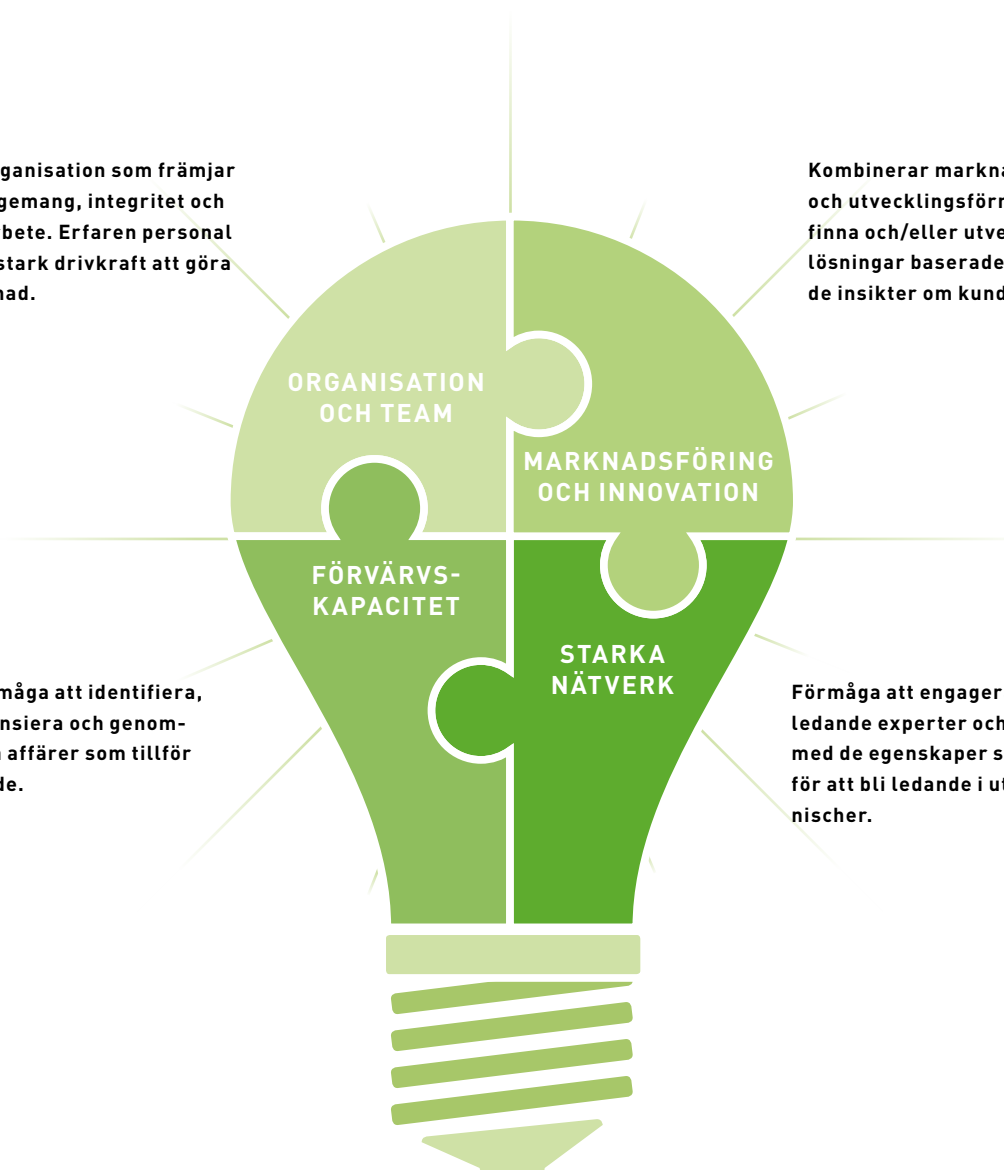 ganisation som främjar
gemang, integritet och
bete. Erfaren personal
stark drivkraft att göra
nad.
Kombinerar markna
och utvecklingsförr
finna och/eller utve
lösningar baserade
de insikter om kund
ORGANISATION
OCH TEAM
MARKNADSFÖRING
OCH INNOVATION
FÖRVÄRVS-
KAPACITET
STARKA
NÄTVERK
måga att identifiera,
nsiera och genom-
affärer som tillför
de.
Förmåga att engager
ledande experter och
med de egenskaper s
för att bli ledande i ut
nischer.